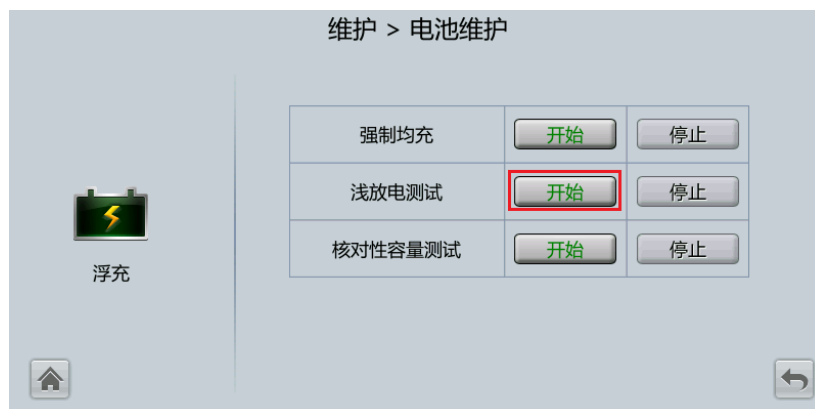 维护 > 电池维护
强制均充 开始 停止
浅放电测试 开始 停止
核对性容量测试 开始 停止
浮充